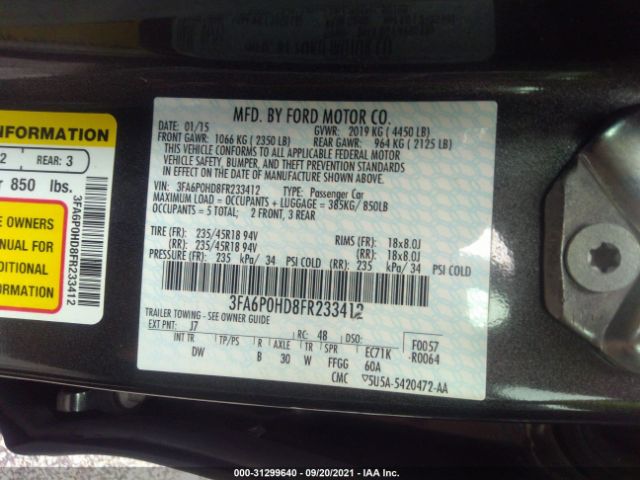 MFD. BY FORD MOTOR CO.
01/15 GVWR: 2019 KG (4450 LB)
FRONT GAWR: 1066 KG (2350 LB) REAR GAWR: 964 KG (2125 LB)
THIS VEHICLE CONFORMS TO ALL APPLICABLE FEDERAL MOTOR
VEHICLE SAFETY, BUMPER, AND THEFT PREVENTION STANDARDS
IN EFFECT ON THE DATE OF MANUFACTURE SHOWN ABOVE.
VIN: 3FA6P0HD8FR233412 TYPE: Passenger Car
MAXIMUM LOAD = OCCUPANTS + LUGGAGE = 385KG/850LB
OCCUPANTS = 5 TOTAL: 2 FRONT, 3 REAR
TIRE (FR): 235/45R18 94V RIMS (FR): 18x8.0J
(RR): 235/45R18 94V (RR): 18x8.0J
PRESSURE (FR): 235 kPa/ 34 PSI COLD (RR): 235 kPa/ 34 PSI COLD
3FA6P0HD8FR233412
TRAILER TOWING - SEE OWNER GUIDE
EXT PNT: J7 RC: 48 DSO: F0057
INT TR TP/PS R AXLE TR SPR EC71K -R0064
DW B 30 W FFGG 60A
CMC ▽5U5A-5420472-AA
INFORMATION
2 REAR: 3
r 850 lbs.
E OWNERS
NUAL FOR
DITIONAL
RMATION
3FA6P0HD8FR233412
000-31299640 - 09/20/2021 - IAA Inc.